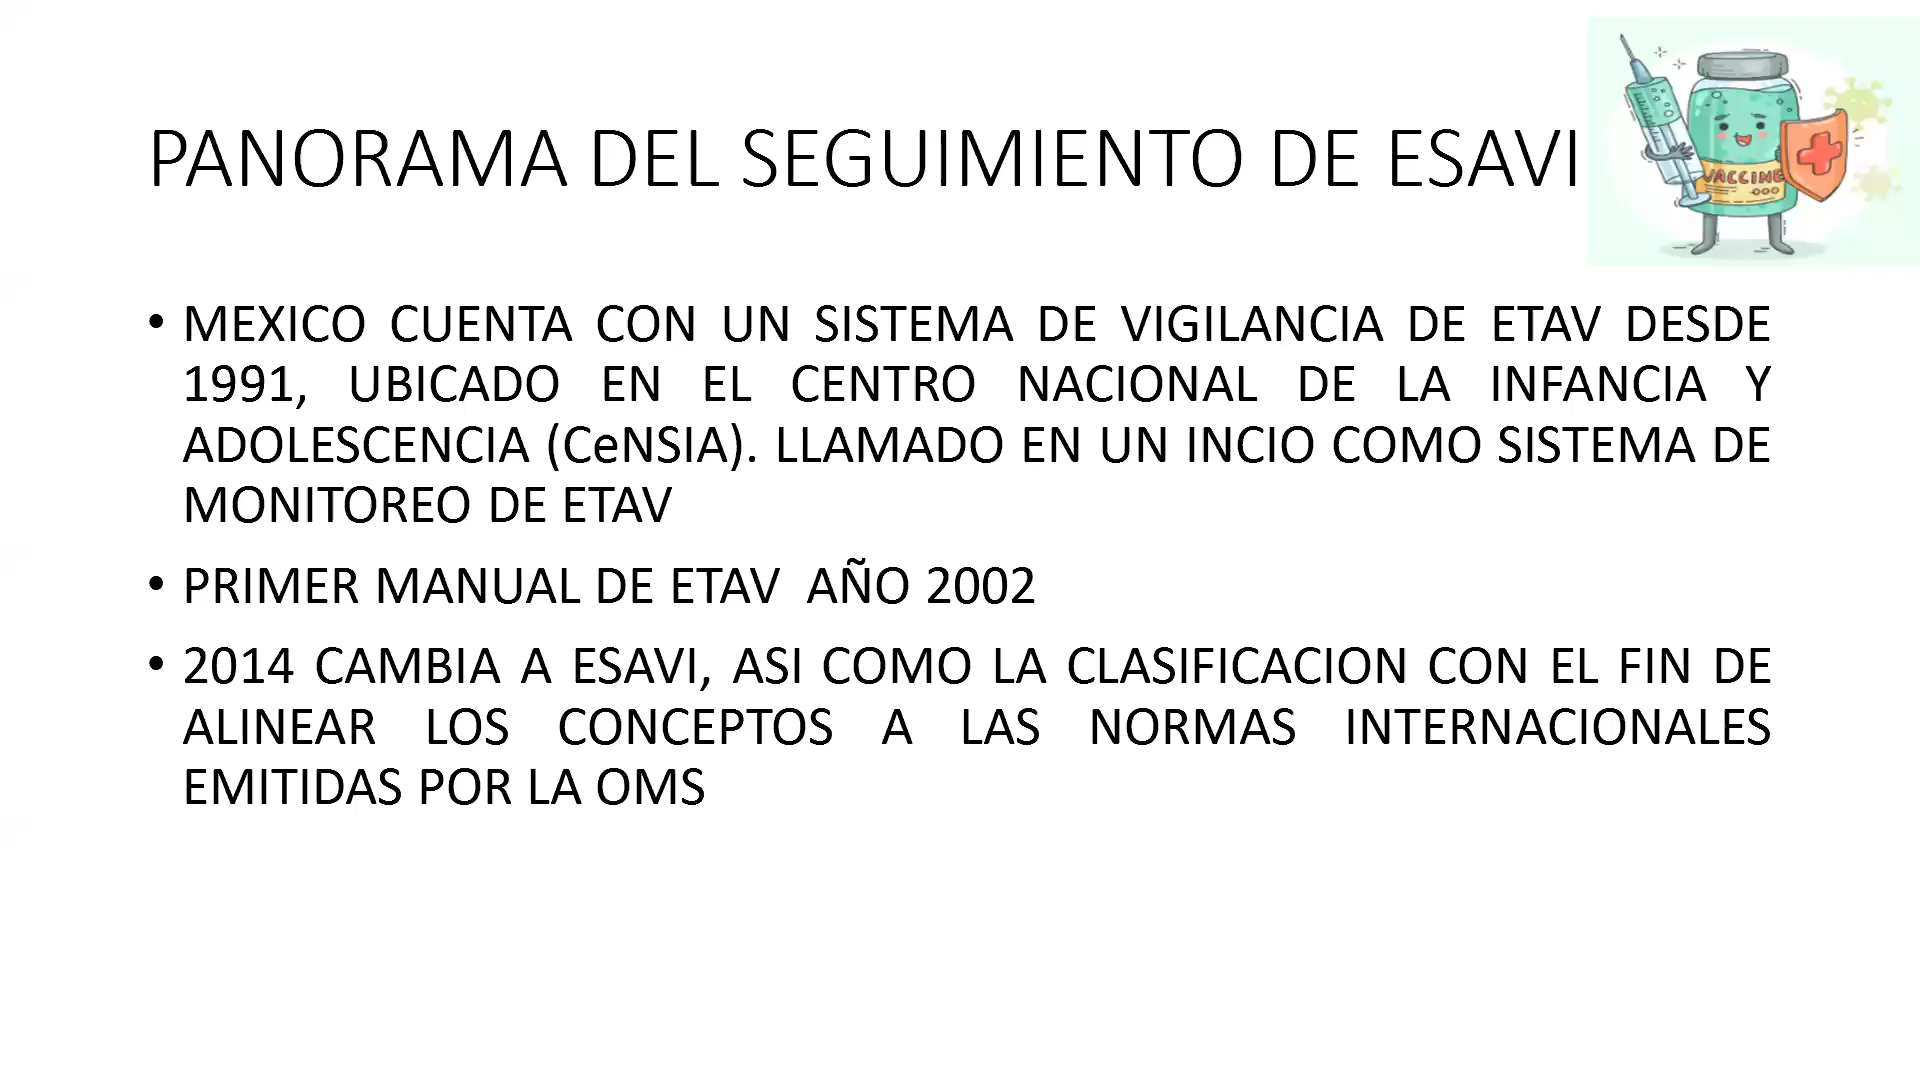 PANORAMA DEL SEGUIMIENTO DE ESAVI
VACCINE
• MEXICO CUENTA CON UN SISTEMA DE VIGILANCIA DE ETAV DESDE
1991, UBICADO EN EL CENTRO NACIONAL DE LA INFANCIA Y
ADOLESCENCIA (CeNSIA). LLAMADO EN UN INCIO COMO SISTEMA DE
MONITOREO DE ETAV
• PRIMER MANUAL DE ETAV AÑO 2002
• 2014 CAMBIA A ESAVI, ASI COMO LA CLASIFICACION CON EL FIN DE
ALINEAR LOS CONCEPTOS A LAS NORMAS INTERNACIONALES
EMITIDAS POR LA OMS